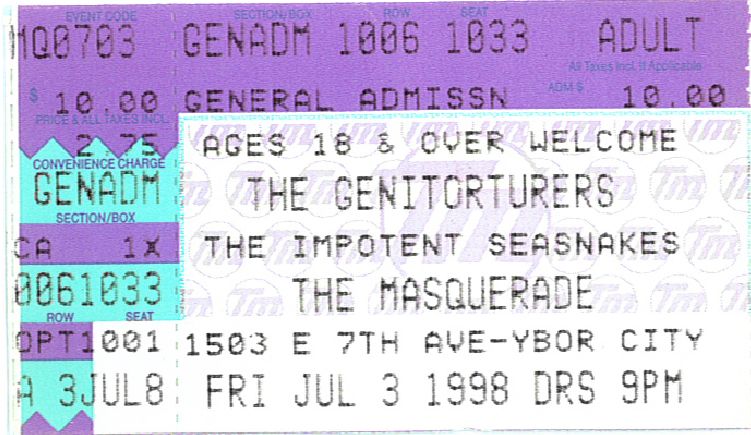 EVENT CODE SECTION/BOX ROW SEAT
MQ0703 GENADM 1006 1033 ADULT
All Taxes Incl. If Applicable
$ 10.00 GENERAL ADMISSN ADM $ 10.00
PRICE & ALL TAXES INCL.
2.75 AGES 18 & OVER WELCOME
CONVENIENCE CHARGE
GENADM THE GENITORTURERS
SECTION/BOX
CA 1X THE IMPOTENT SEASNAKES
0061033 THE MASQUERADE
ROW SEAT
OPT1001 1503 E 7TH AVE-YBOR CITY
A 3JUL8 FRI JUL 3 1998 DRS 9PM